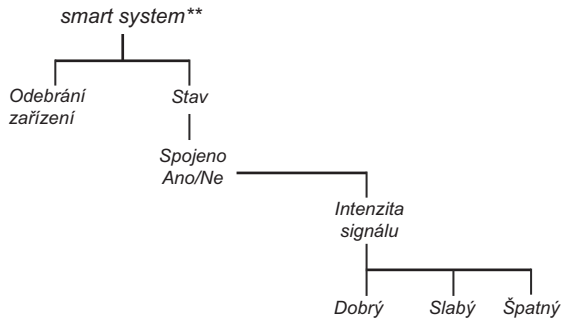 smart system**
Odebrání
zařízení
Stav
Spojeno
Ano/Ne
Intenzita
signálu
Dobrý
Slabý
Špatný